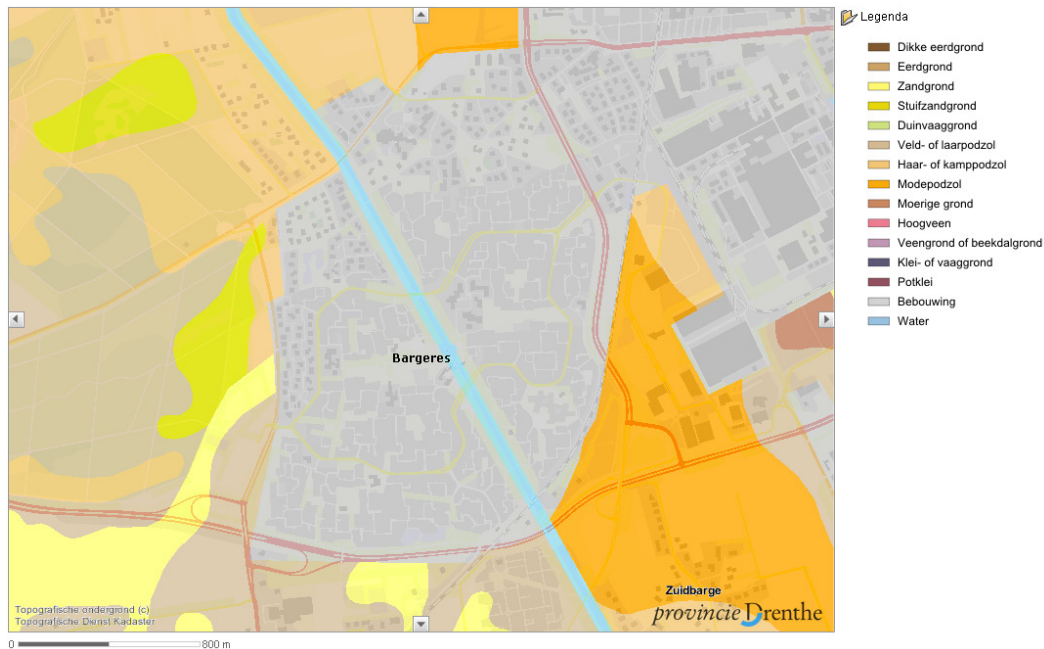 Legenda
Dikke eerdgrond
Eerdgrond
Zandgrond
Stuifzandgrond
Duinvaaggrond
Veld- of laarpodzol
Haar- of kamppodzol
Modepodzol
Moerige grond
Hoogveen
Veengrond of beekdalgrond
Klei- of vaaggrond
Potklei
Bebouwing
Water
Bargeres
Zuidbarge
provincie Drenthe
Topografische ondergrond (c)
Topografische Dienst Kadaster
0 800 m